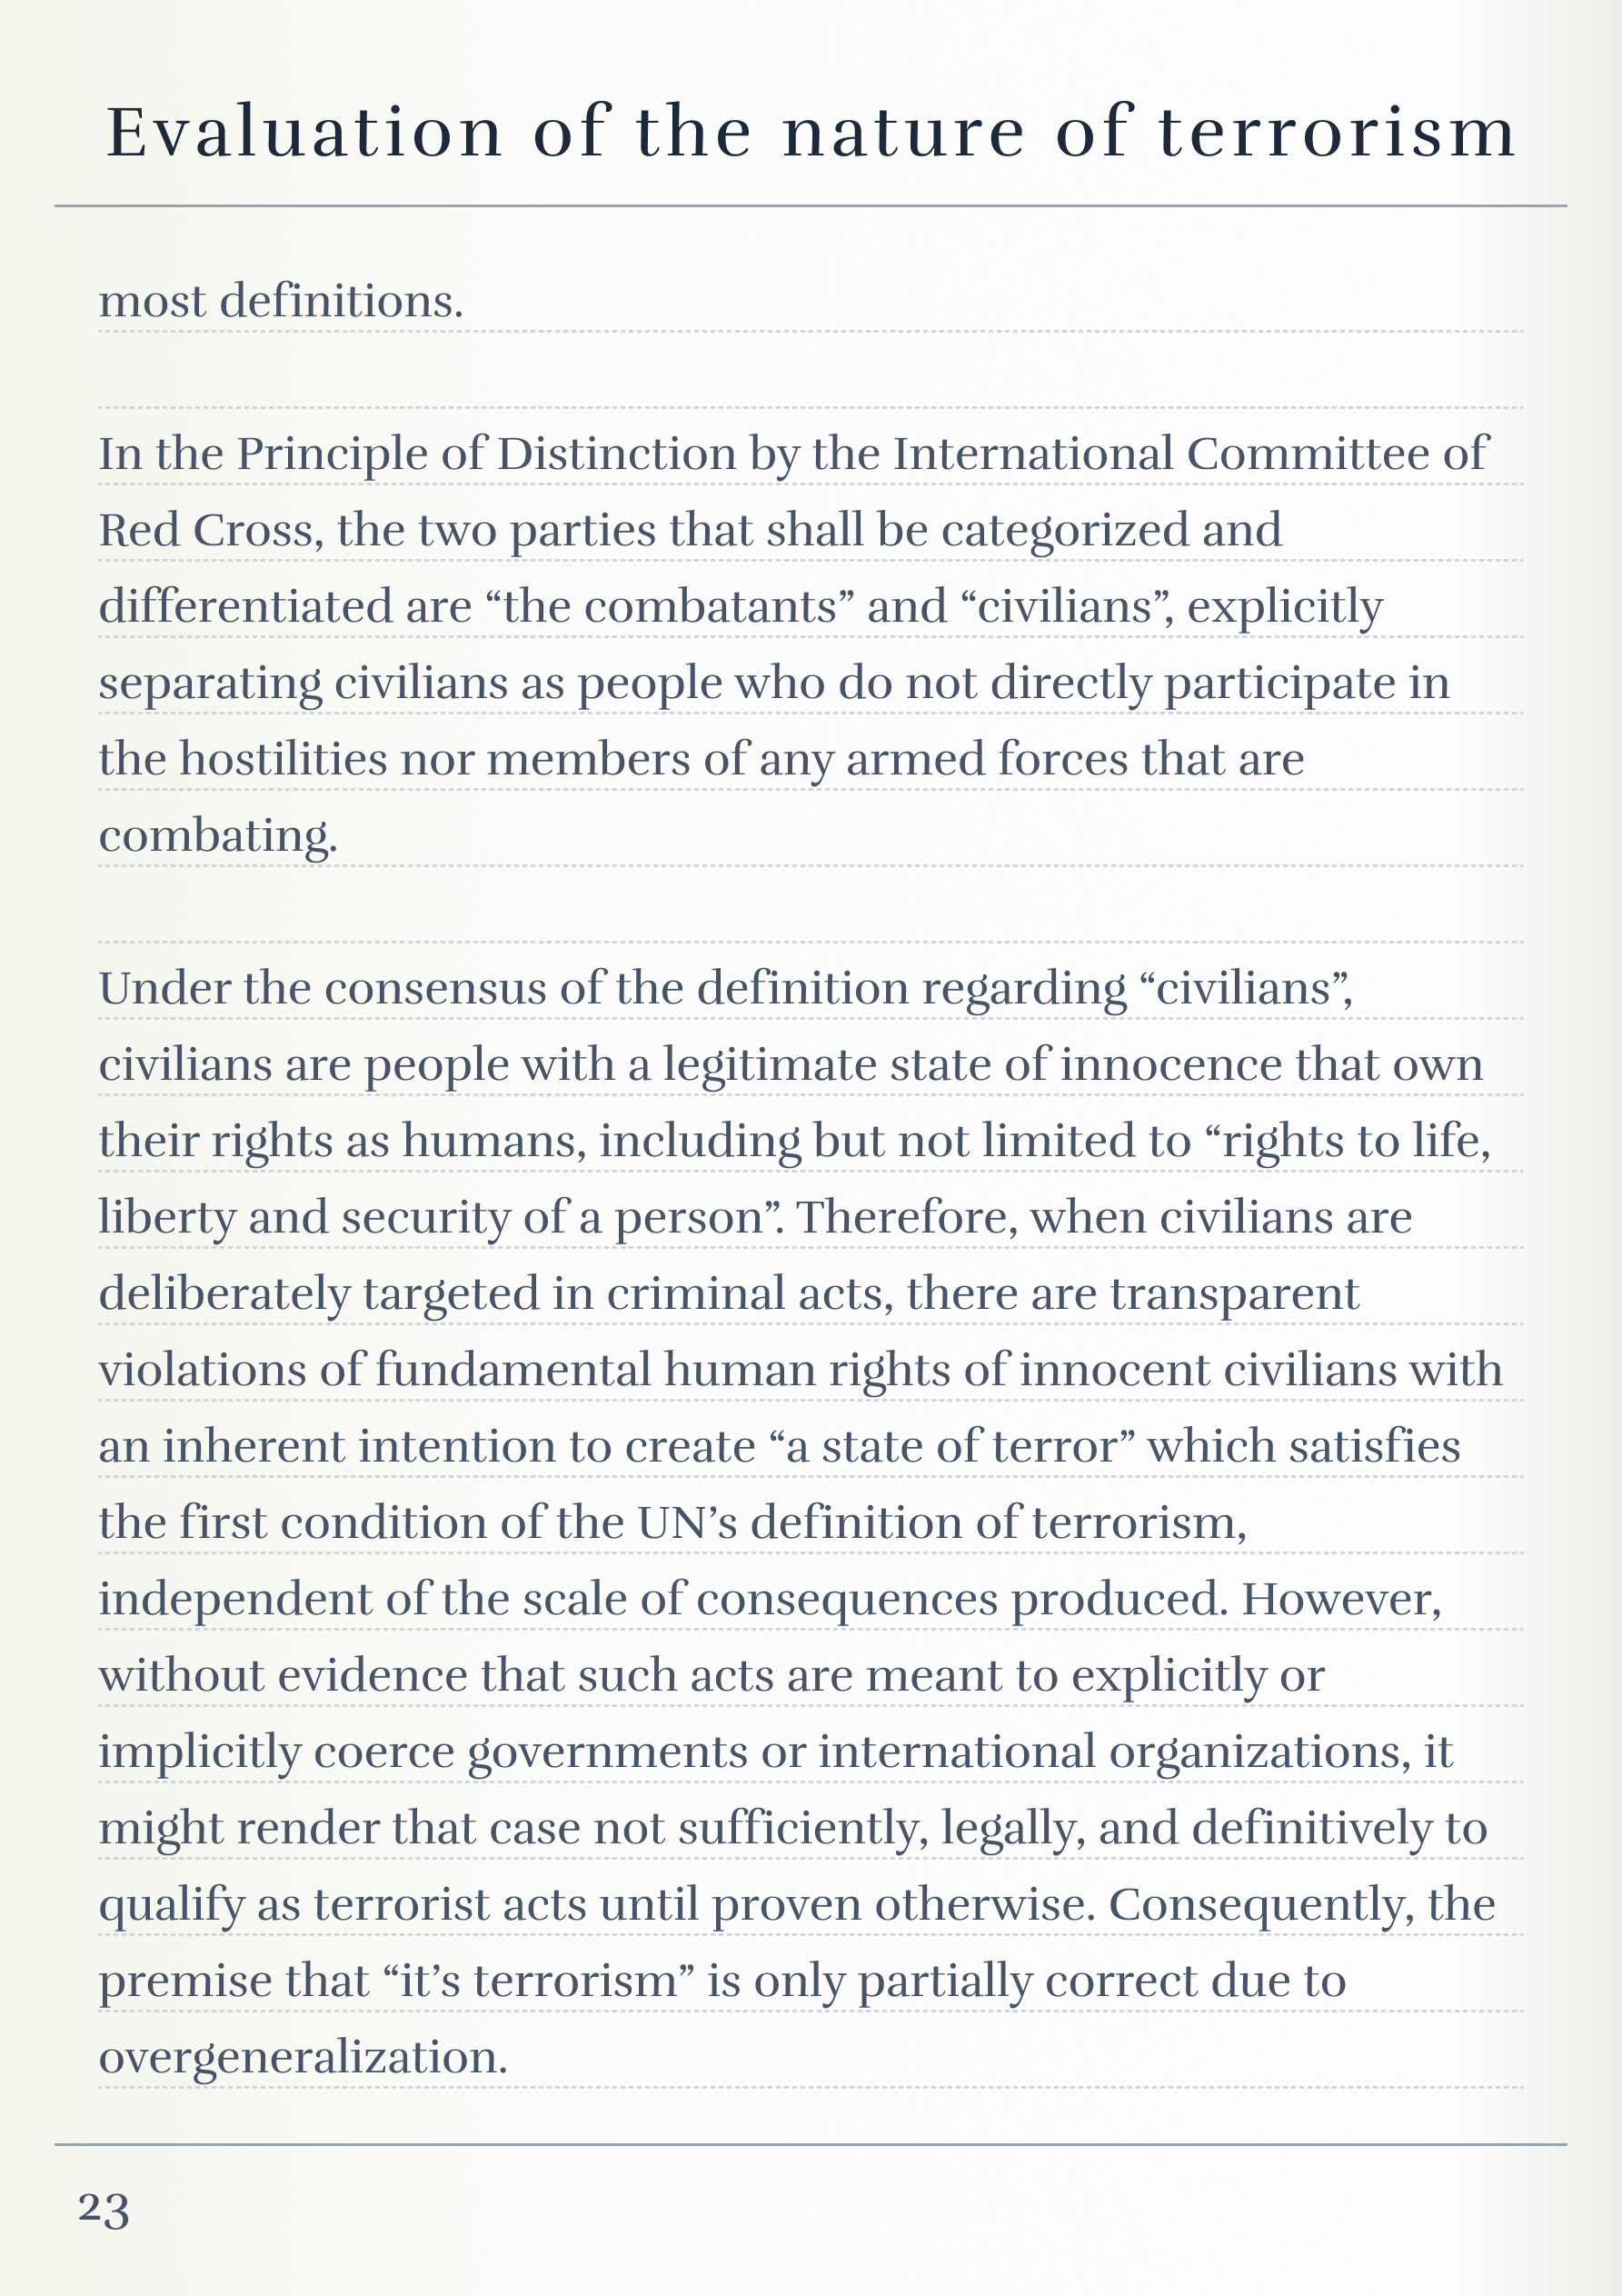 Evaluation of the nature of terrorism
most definitions.
In the Principle of Distinction by the International Committee of
Red Cross, the two parties that shall be categorized and
differentiated are “the combatants” and “civilians”, explicitly
separating civilians as people who do not directly participate in
the hostilities nor members of any armed forces that are
combating.
Under the consensus of the definition regarding “civilians”,
civilians are people with a legitimate state of innocence that own
their rights as humans, including but not limited to “rights to life,
liberty and security of a person”. Therefore, when civilians are
deliberately targeted in criminal acts, there are transparent
violations of fundamental human rights of innocent civilians with
an inherent intention to create “a state of terror” which satisfies
the first condition of the UN’s definition of terrorism,
independent of the scale of consequences produced. However,
without evidence that such acts are meant to explicitly or
implicitly coerce governments or international organizations, it
might render that case not sufficiently, legally, and definitively to
qualify as terrorist acts until proven otherwise. Consequently, the
premise that “it’s terrorism” is only partially correct due to
overgeneralization.
23